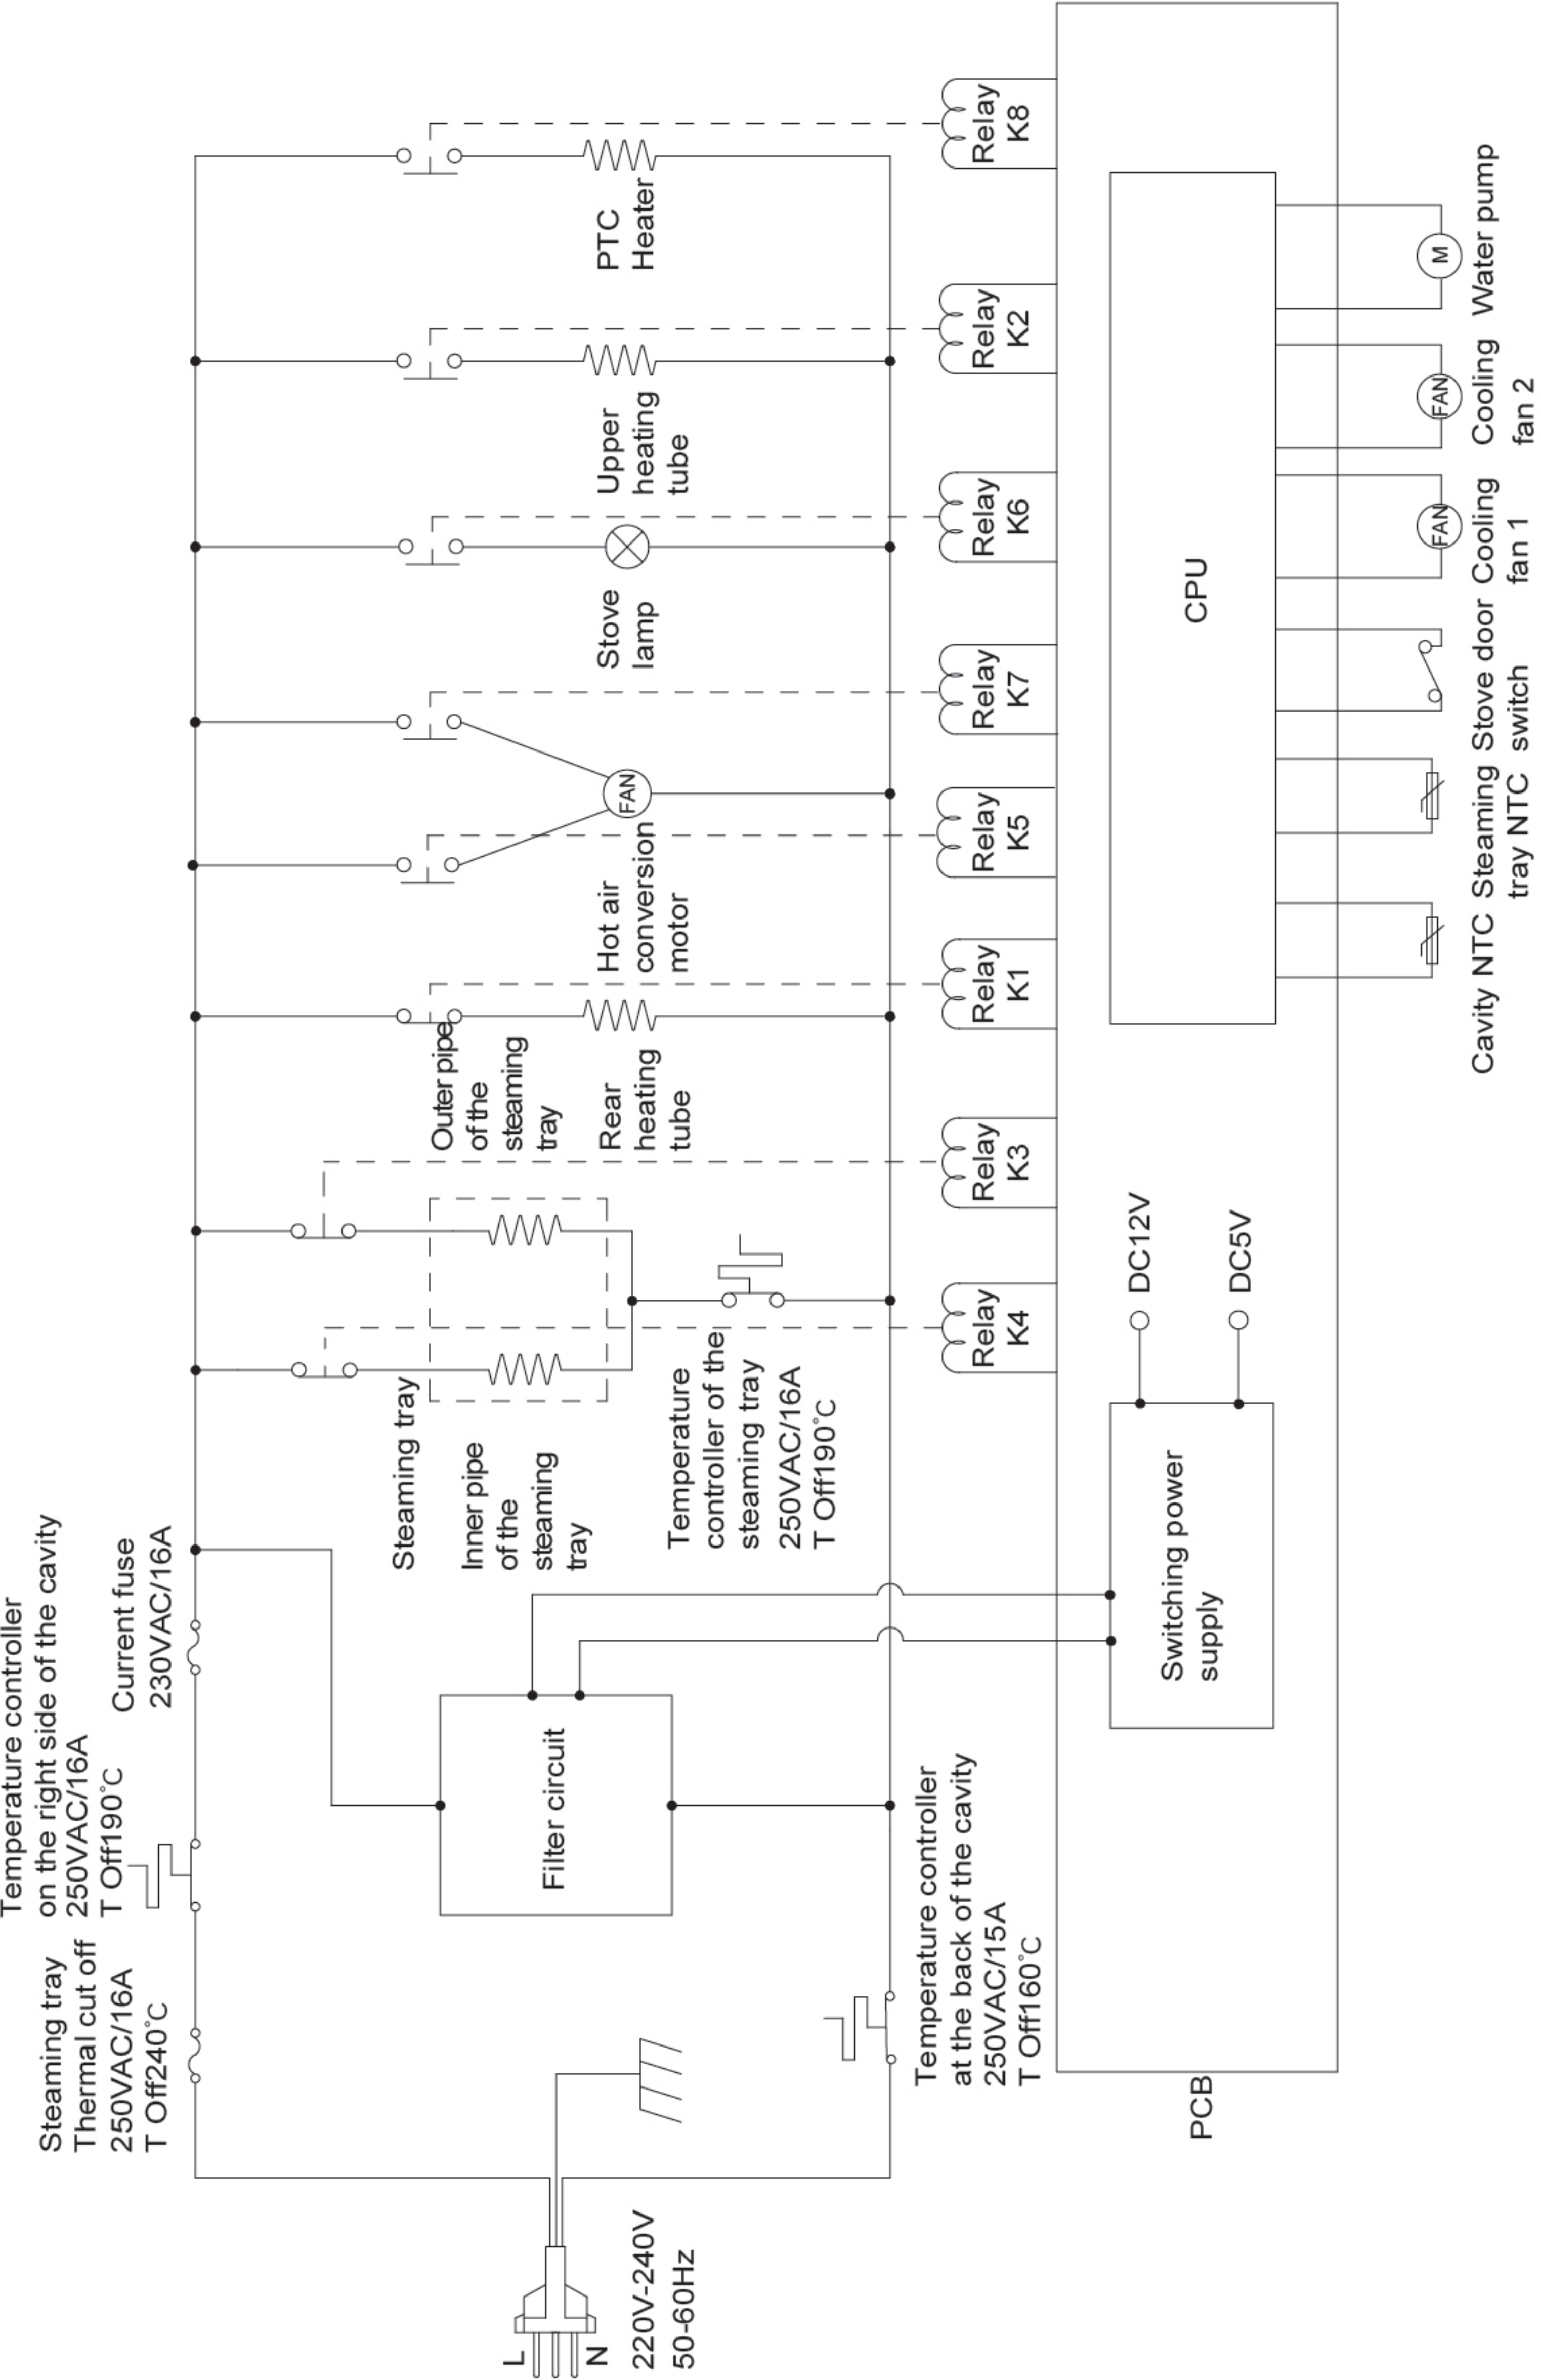 L
N
220V-240V
50-60Hz
Steaming tray
Thermal cut off
250VAC/16A
T Off240°C
Temperature controller
on the right side of the cavity
250VAC/16A
T Off190°C
Current fuse
230VAC/16A
Filter circuit
Temperature controller
at the back of the cavity
250VAC/15A
T Off160°C
Steaming tray
Inner pipe
of the
steaming
tray
Outer pipe
of the
steaming
tray
Temperature
controller of the
steaming tray
250VAC/16A
T Off190°C
Rear
heating
tube
Hot air
conversion
motor
FAN
Stove
lamp
Upper
heating
tube
PTC
Heater
Relay
K4
Relay
K3
Relay
K1
Relay
K5
Relay
K7
Relay
K6
Relay
K2
Relay
K8
PCB
Switching power
supply
DC12V
DC5V
CPU
FAN
FAN
M
Cavity NTC
Steaming
tray NTC
Stove door
switch
Cooling
fan 1
Cooling
fan 2
Water pump